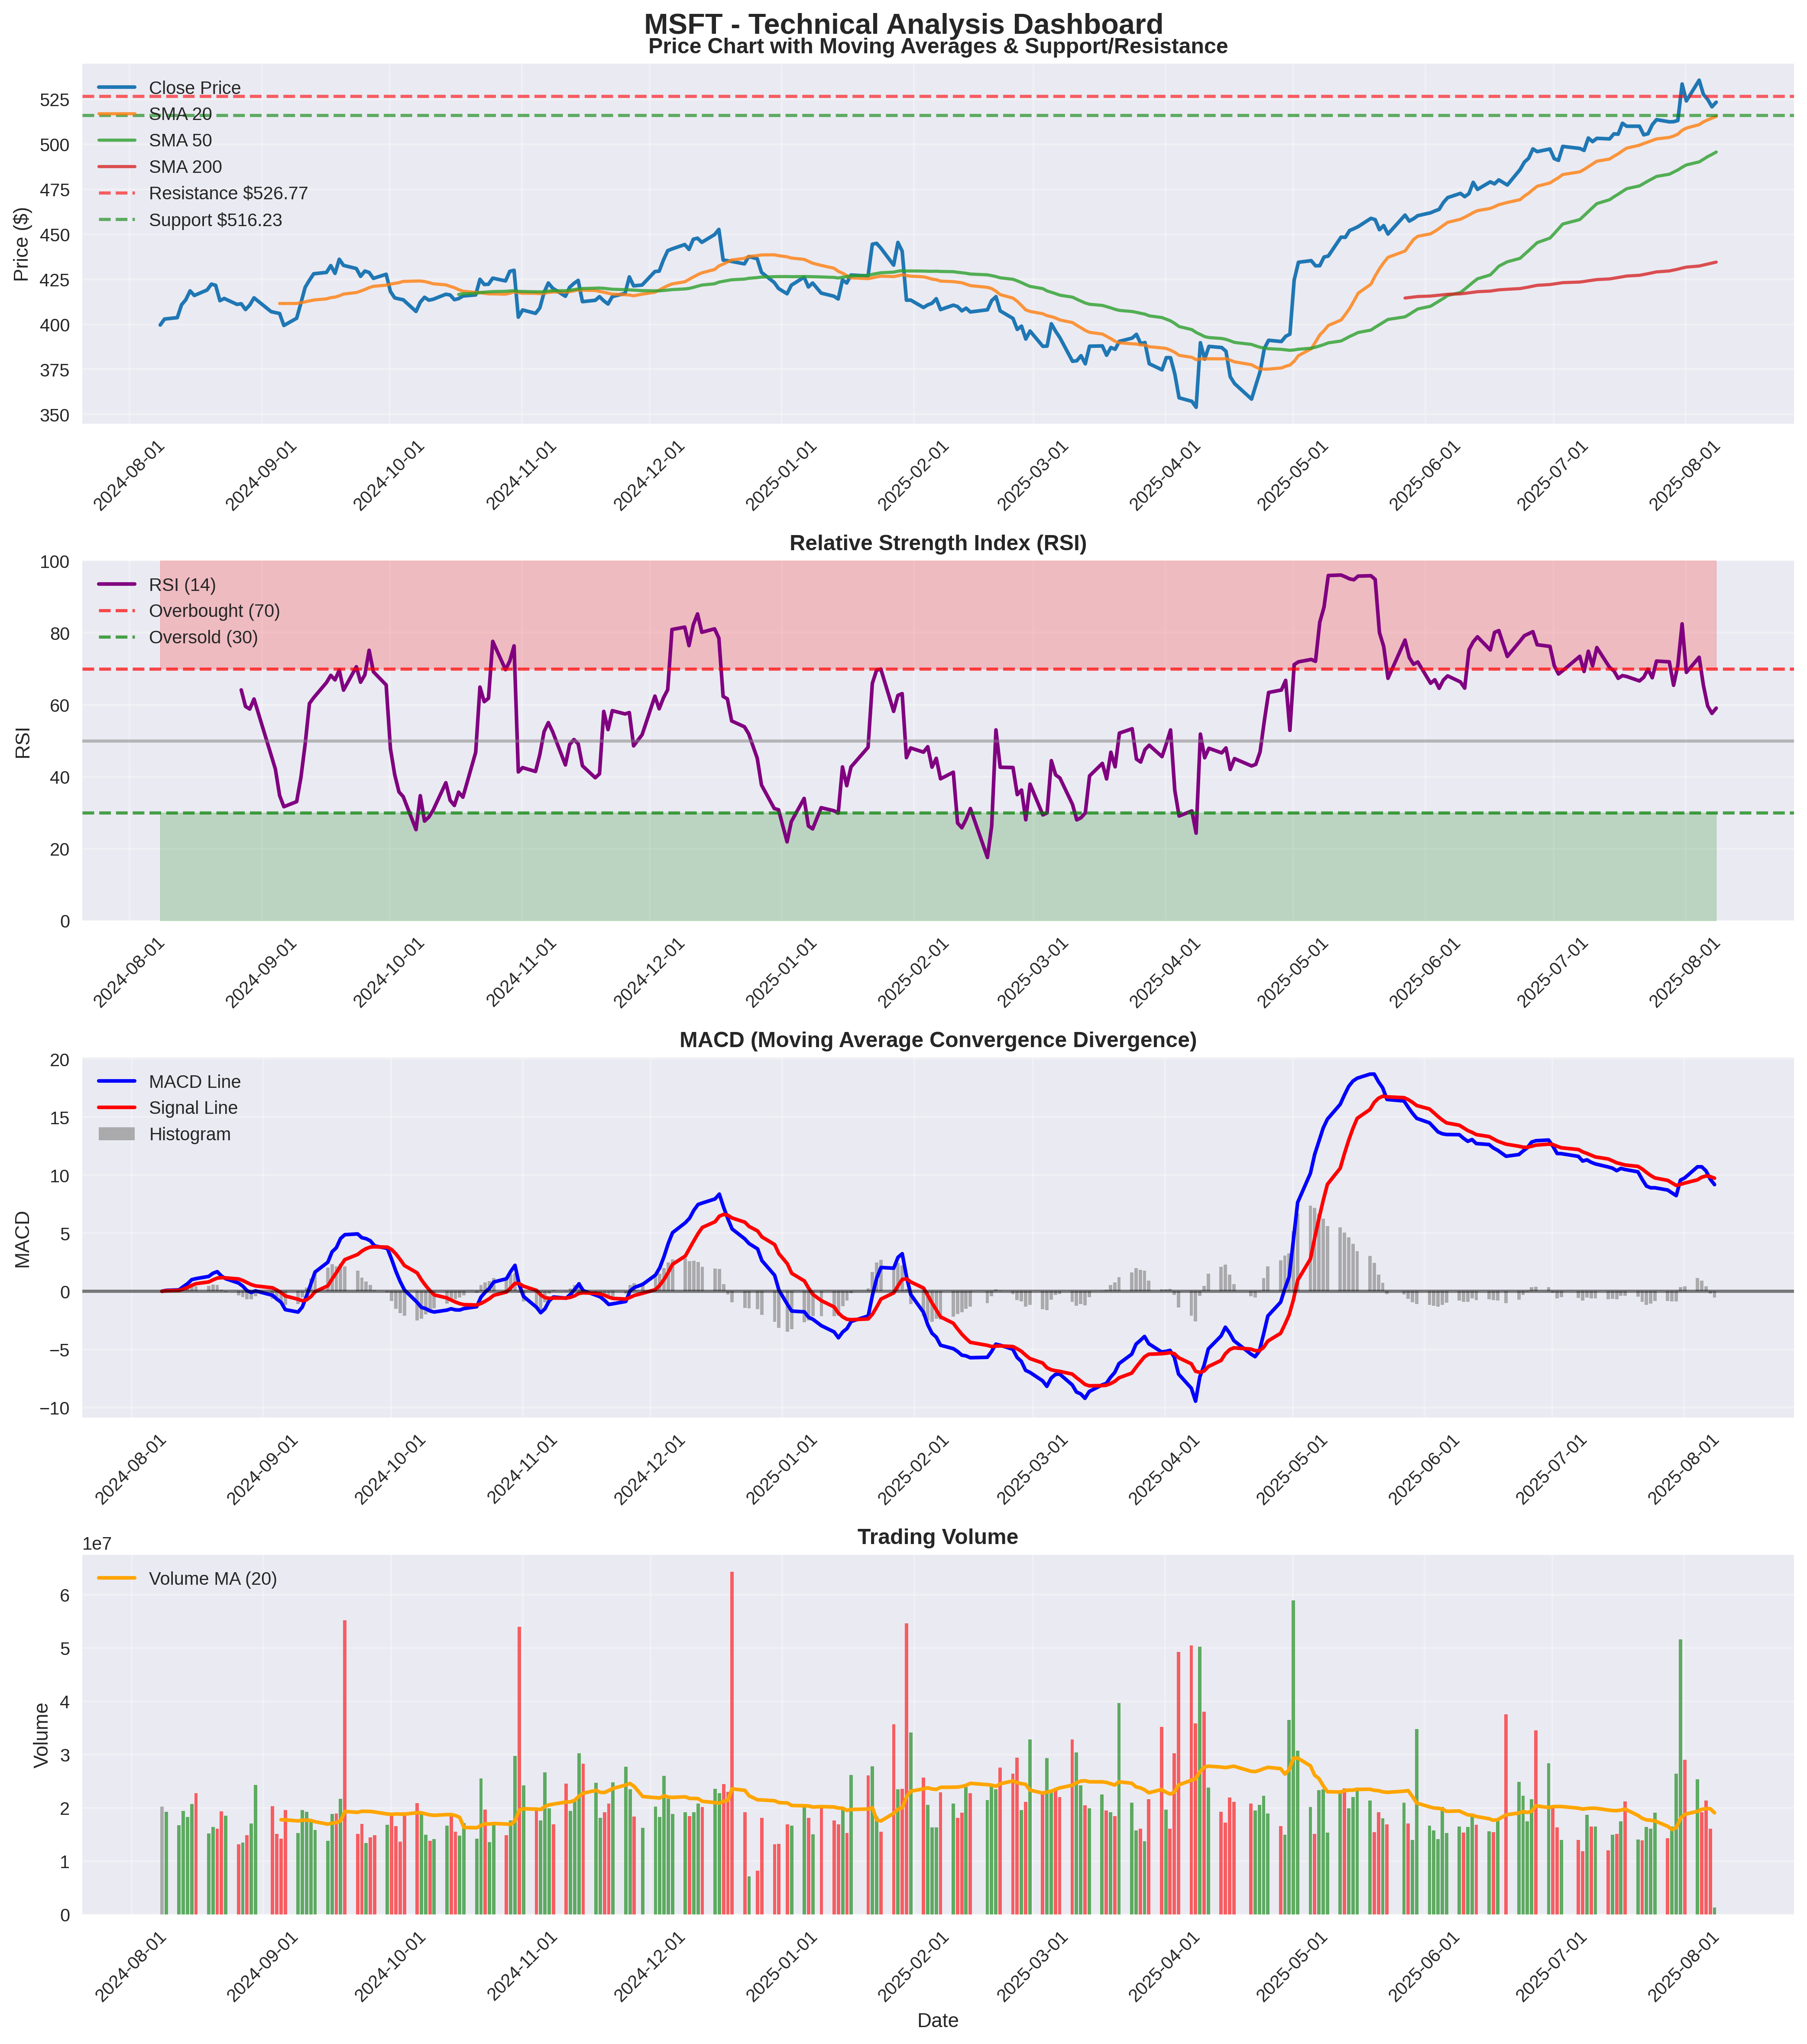 MSFT - Technical Analysis Dashboard
Price Chart with Moving Averages & Support/Resistance
Price ($)
525
500
475
450
425
400
375
350
Close Price
SMA 20
SMA 50
SMA 200
Resistance $526.77
Support $516.23
2024-08-01 2024-09-01 2024-10-01 2024-11-01 2024-12-01 2025-01-01 2025-02-01 2025-03-01 2025-04-01 2025-05-01 2025-06-01 2025-07-01 2025-08-01
Relative Strength Index (RSI)
RSI
100
80
60
40
20
0
RSI (14)
Overbought (70)
Oversold (30)
2024-08-01 2024-09-01 2024-10-01 2024-11-01 2024-12-01 2025-01-01 2025-02-01 2025-03-01 2025-04-01 2025-05-01 2025-06-01 2025-07-01 2025-08-01
MACD (Moving Average Convergence Divergence)
MACD
20
15
10
5
0
−5
−10
MACD Line
Signal Line
Histogram
2024-08-01 2024-09-01 2024-10-01 2024-11-01 2024-12-01 2025-01-01 2025-02-01 2025-03-01 2025-04-01 2025-05-01 2025-06-01 2025-07-01 2025-08-01
Trading Volume
1e7
Volume
6
5
4
3
2
1
0
Volume MA (20)
2024-08-01 2024-09-01 2024-10-01 2024-11-01 2024-12-01 2025-01-01 2025-02-01 2025-03-01 2025-04-01 2025-05-01 2025-06-01 2025-07-01 2025-08-01
Date